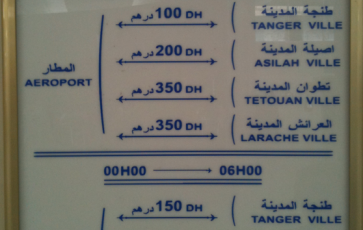 المطار
AEROPORT
100 DH درهم
طنجة المدينة
TANGER VILLE
200 DH درهم
اصيلة المدينة
ASILAH VILLE
350 DH درهم
تطوان المدينة
TETOUAN VILLE
350 DH درهم
العرائش المدينة
LARACHE VILLE
00H00 → 06H00
150 DH درهم
طنجة المدينة
TANGER VILLE